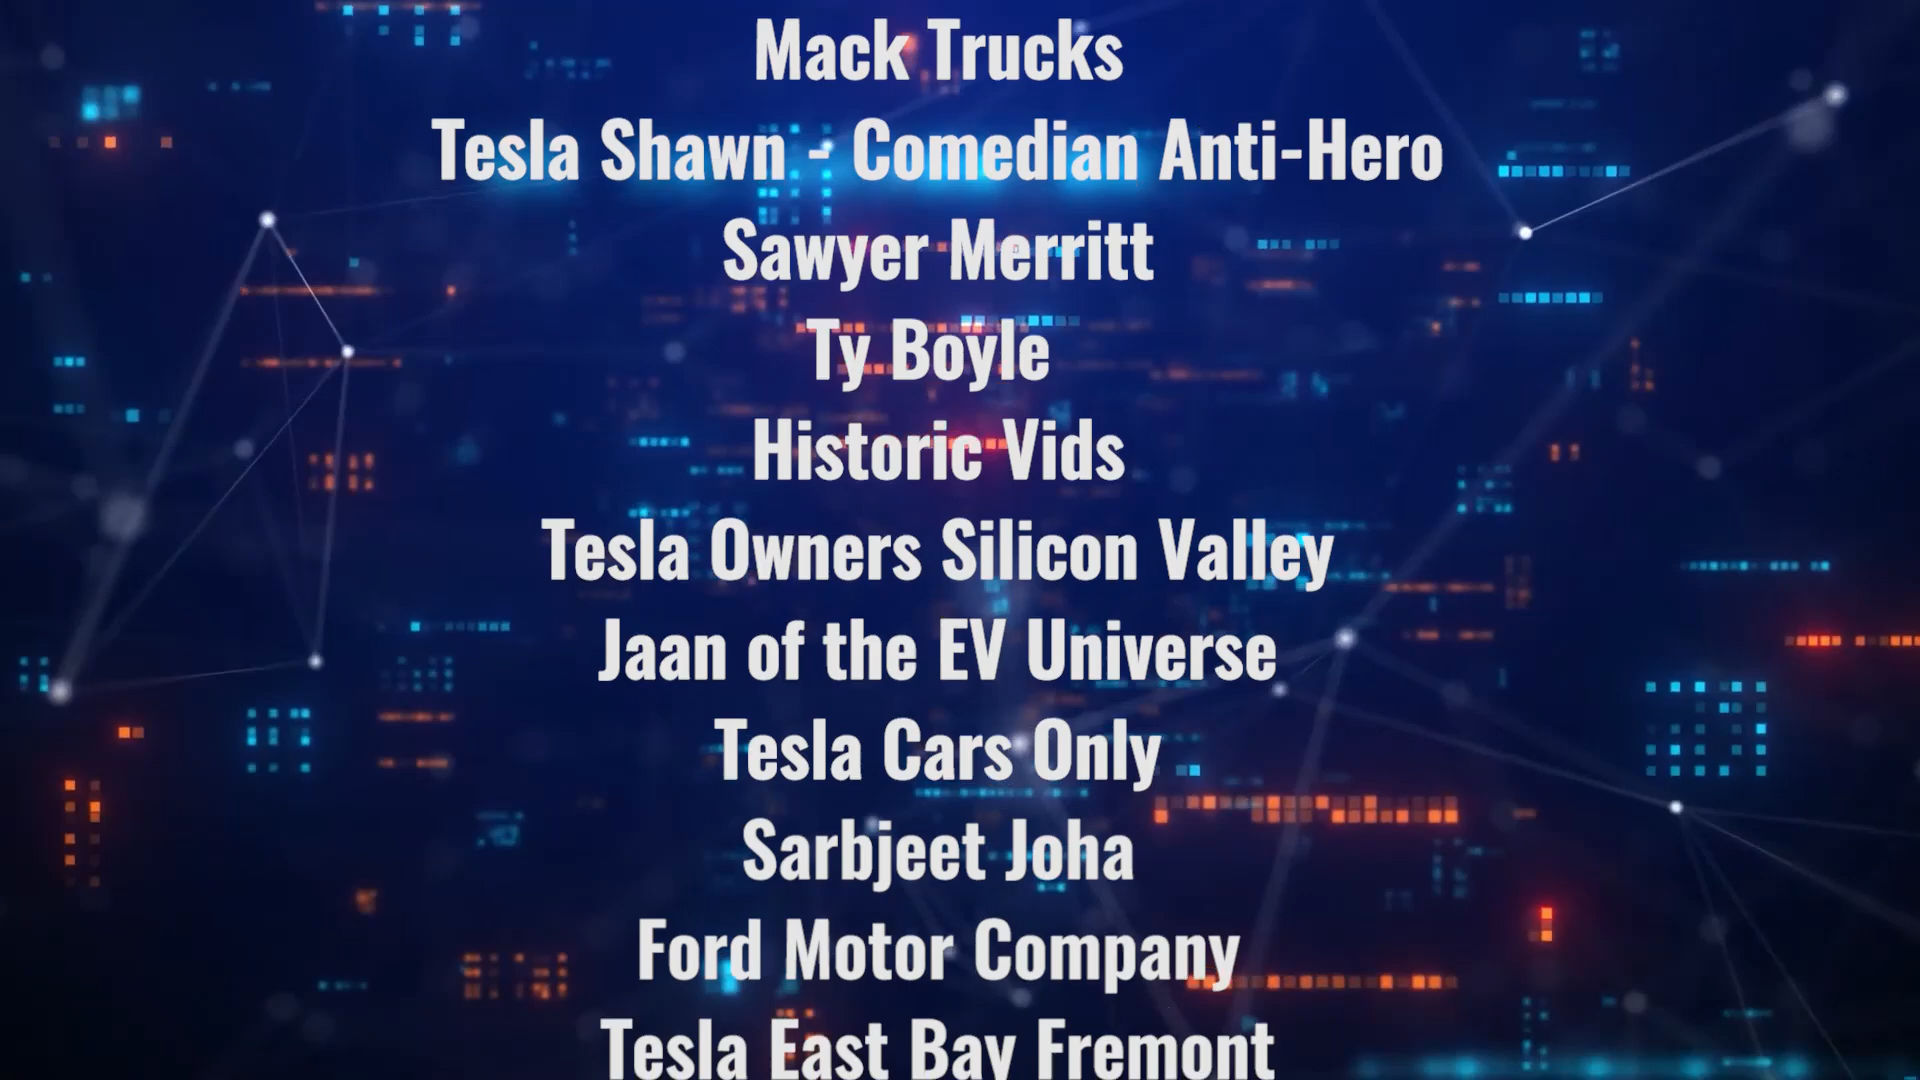 Mack Trucks
Tesla Shawn - Comedian Anti-Hero
Sawyer Merritt
Ty Boyle
Historic Vids
Tesla Owners Silicon Valley
Jaan of the EV Universe
Tesla Cars Only
Sarbjeet Joha
Ford Motor Company
Tesla East Bay Fremont